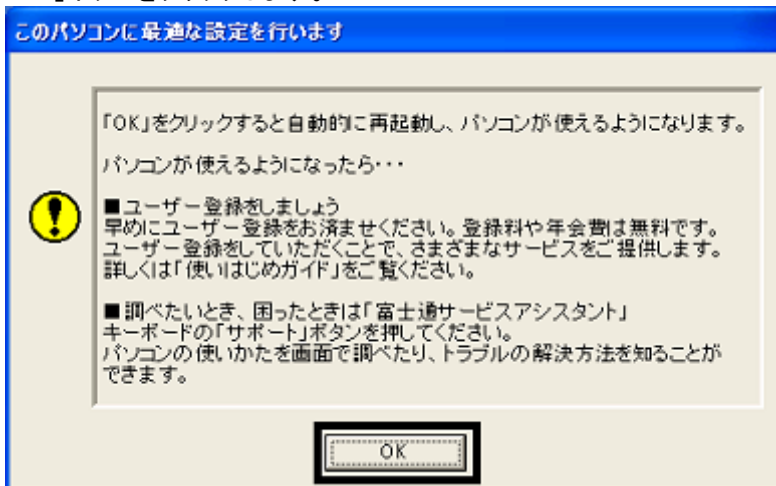 このパソコンに最適な設定を行います
「OK」をクリックすると自動的に再起動し、パソコンが使えるようになります。
パソコンが使えるようになったら・・・
■ユーザー登録をしましょう
早めにユーザー登録をお済ませください。登録料や年会費は無料です。
ユーザー登録をしていただくことで、さまざまなサービスをご提供します。
詳しくは「使いはじめガイド」をご覧ください。
■調べたいとき、困ったときは「富士通サービスアシスタント」
キーボードの「サポート」ボタンを押してください。
パソコンの使いかたを画面で調べたり、トラブルの解決方法を知ることが
できます。
OK